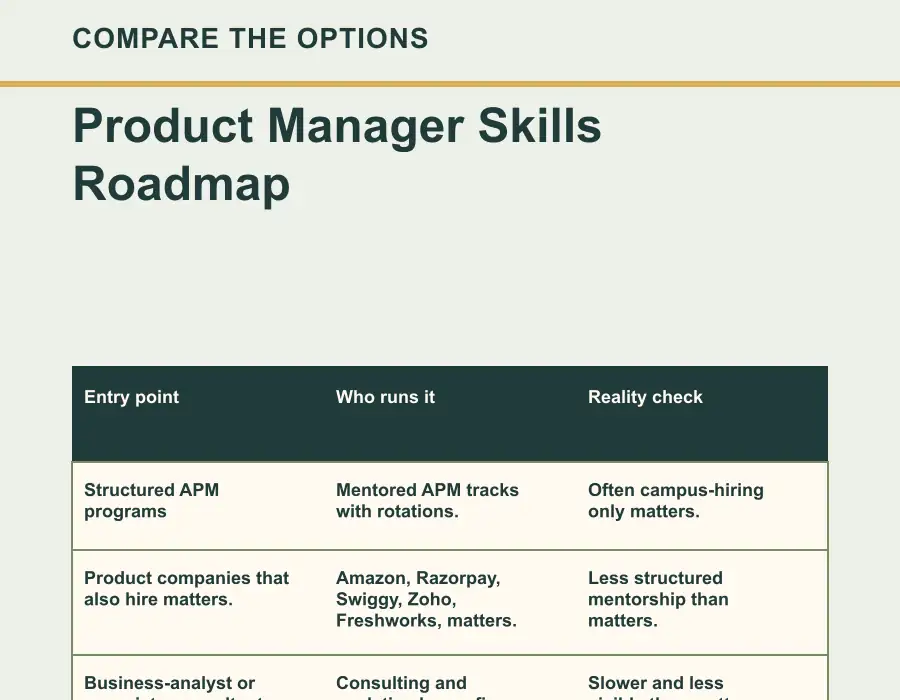 COMPARE THE OPTIONS
Product Manager Skills
Roadmap
Entry point
Who runs it
Reality check
Structured APM
programs
Mentored APM tracks
with rotations.
Often campus-hiring
only matters.
Product companies that
also hire matters.
Amazon, Razorpay,
Swiggy, Zoho,
Freshworks, matters.
Less structured
mentorship than
matters.
Business-analyst or
Consulting and
Slower and less